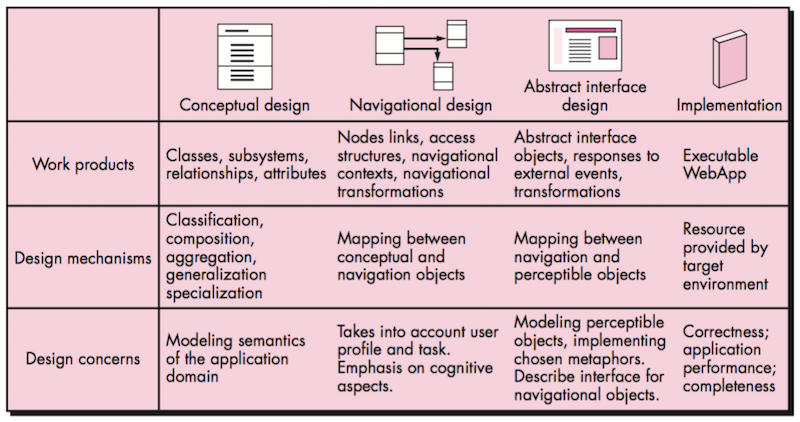 Conceptual design
Navigational design
Abstract interface
design
Implementation
Work products
Classes, subsystems,
relationships, attributes
Nodes links, access
structures, navigational
contexts, navigational
transformations
Abstract interface
objects, responses to
external events,
transformations
Executable
WebApp
Design mechanisms
Classification,
composition,
aggregation,
generalization
specialization
Mapping between
conceptual and
navigation objects
Mapping between
navigation and
perceptible objects
Resource
provided by
target
environment
Design concerns
Modeling semantics
of the application
domain
Takes into account user
profile and task.
Emphasis on cognitive
aspects.
Modeling perceptible
objects, implementing
chosen metaphors.
Describe interface for
navigational objects.
Correctness;
application
performance;
completeness